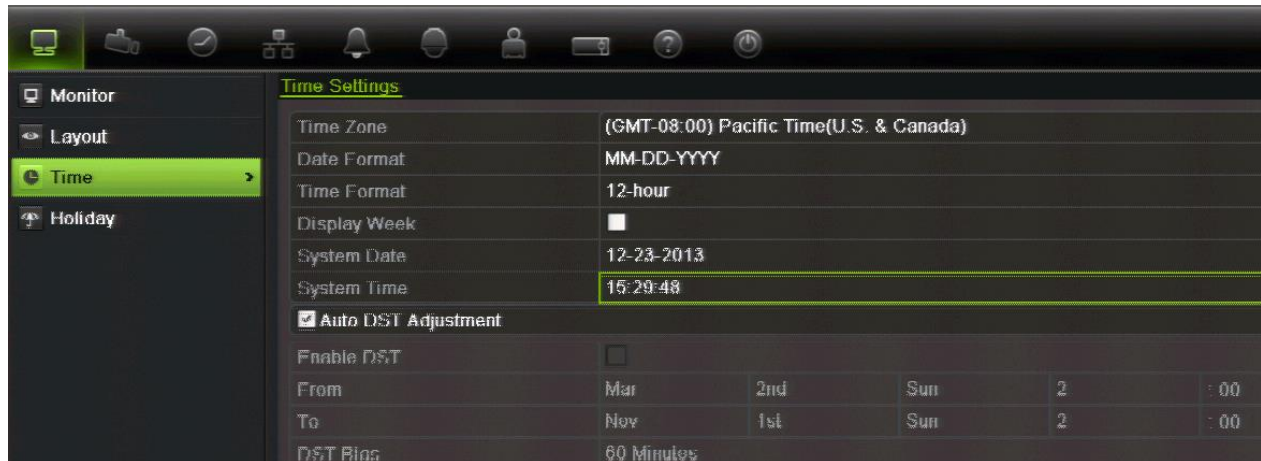 Monitor
Layout
Time
Holiday
Time Settings
Time Zone (GMT-08:00) Pacific Time(U.S. & Canada)
Date Format MM-DD-YYYY
Time Format 12-hour
Display Week
System Date 12-23-2013
System Time 15:29:48
Auto DST Adjustment
Enable DST
From Mar 2nd Sun 2 : 00
To Nov 1st Sun 2 : 00
DST Bias 60 Minutes